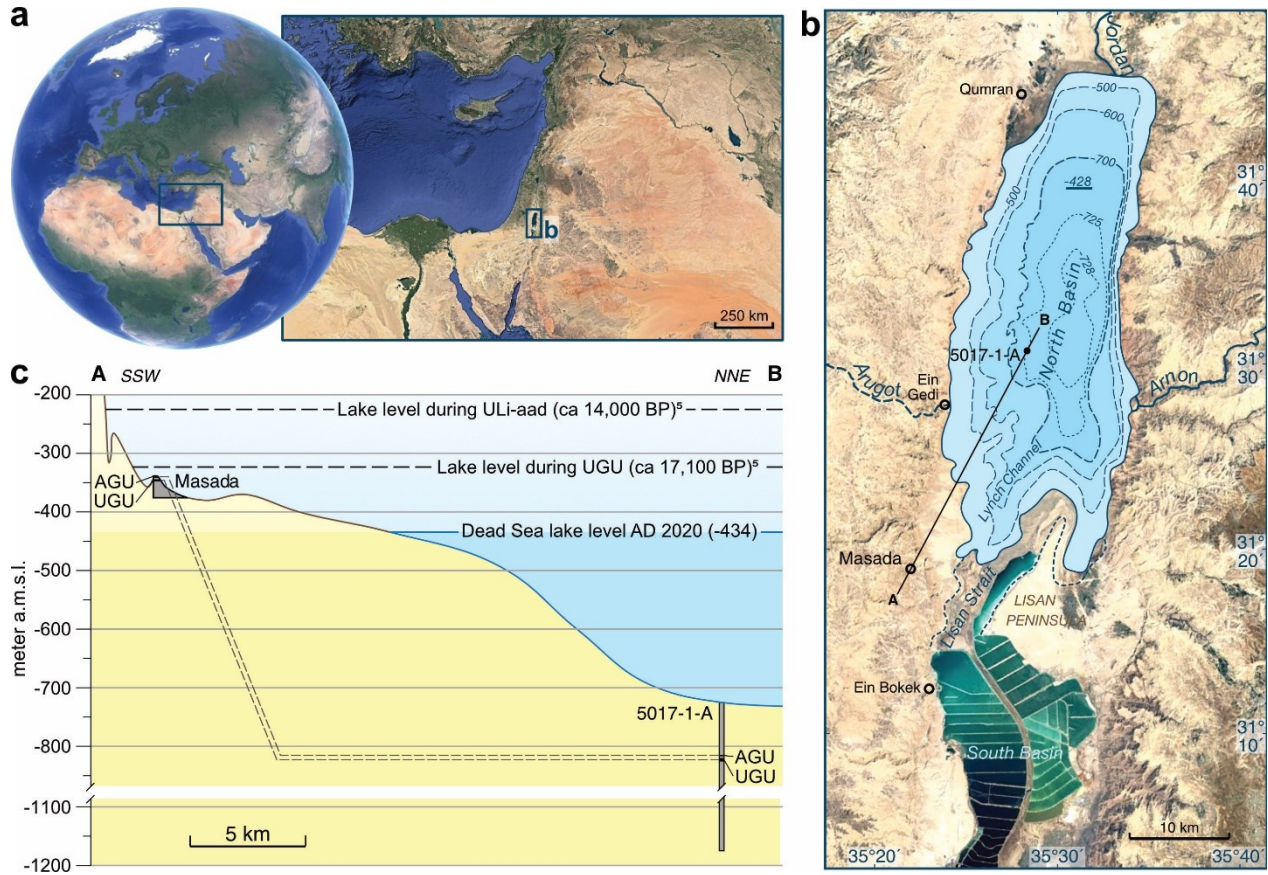 a
b
250 km
b
Jordan
Qumran
-500
-600
-700
-500
-428
-725
-728
North Basin
B
5017-1-A
Arugot
Ein
Gedi
Arnon
Lynch Channel
Masada
A
Lisan Strait
LISAN
PENINSULA
Ein Bokek
South Basin
31°
40´
31°
30´
31°
20´
31°
10´
10 km
35°20´
35°30´
35°40´
c
A SSW
NNE B
meter a.m.s.l.
-200
-300
-400
-500
-600
-700
-800
-1100
-1200
Lake level during ULi-aad (ca 14,000 BP)⁵
Lake level during UGU (ca 17,100 BP)⁵
AGU
UGU
Masada
Dead Sea lake level AD 2020 (-434)
5017-1-A
AGU
UGU
5 km